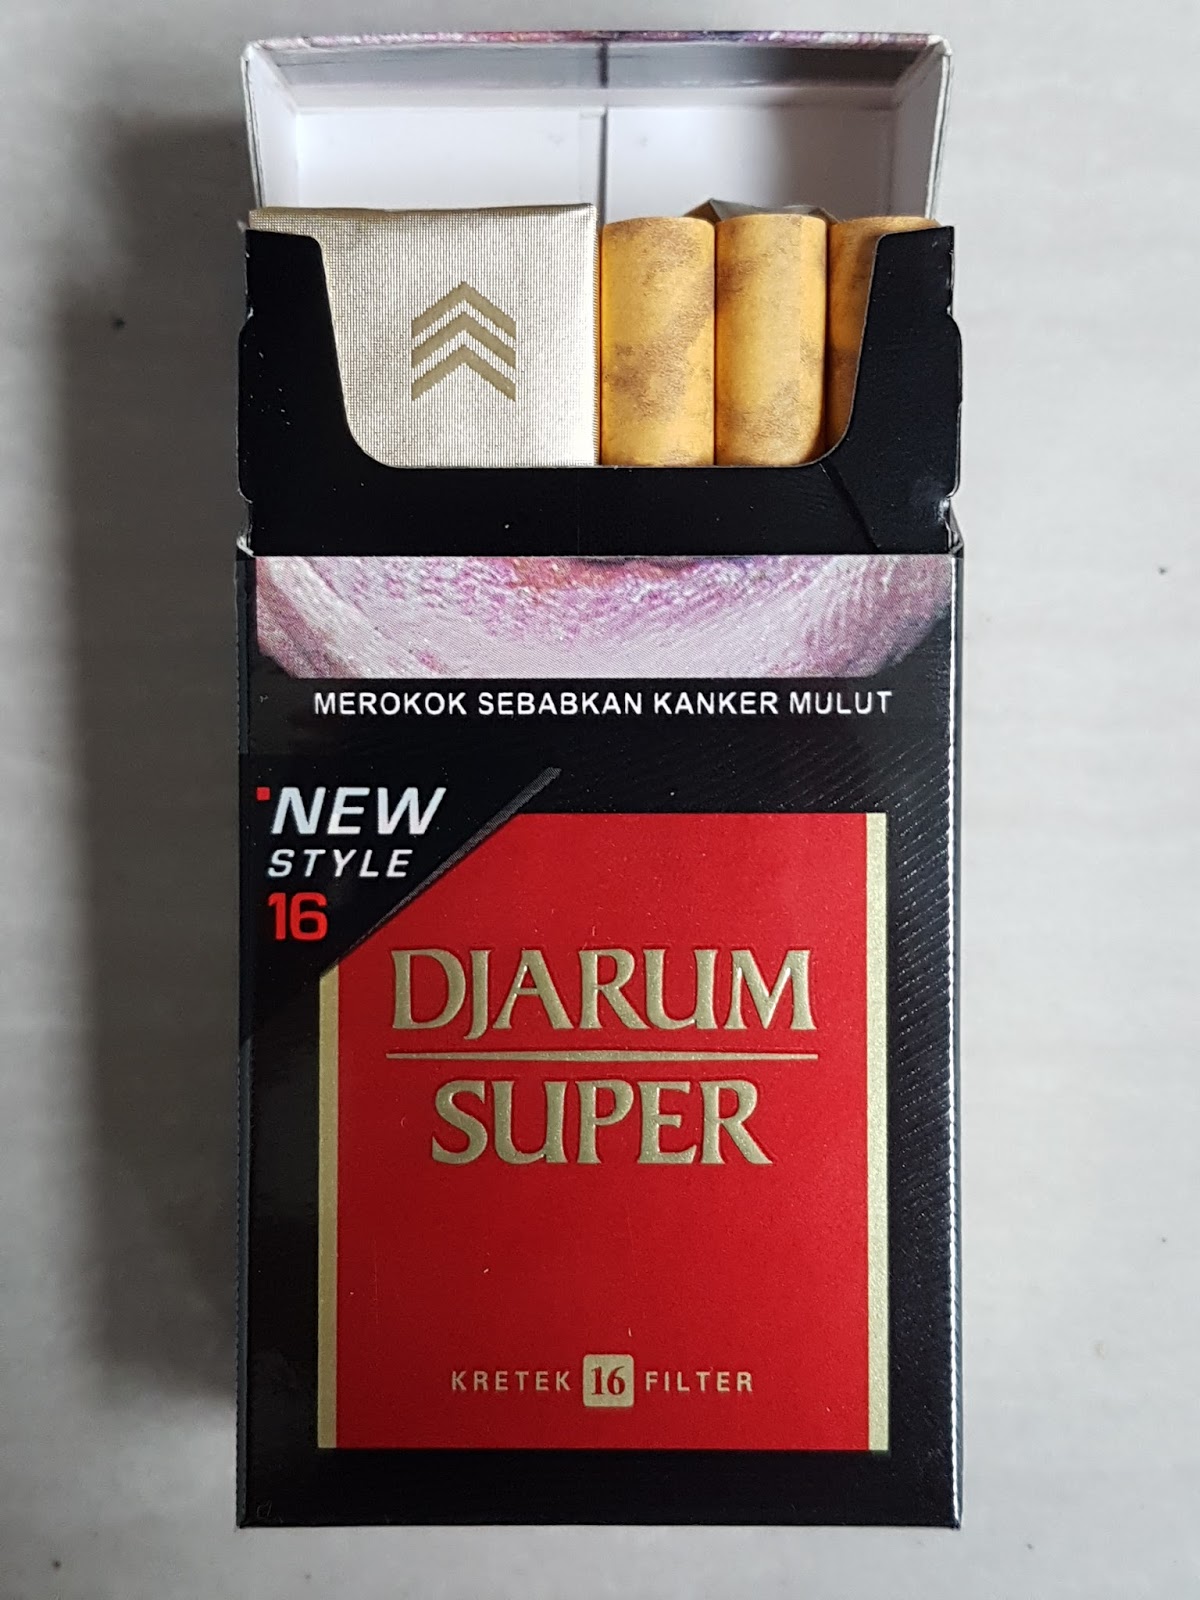 MEROKOK SEBABKAN KANKER MULUT
NEW
STYLE
16
DJARUM
SUPER
KRETEK 16 FILTER